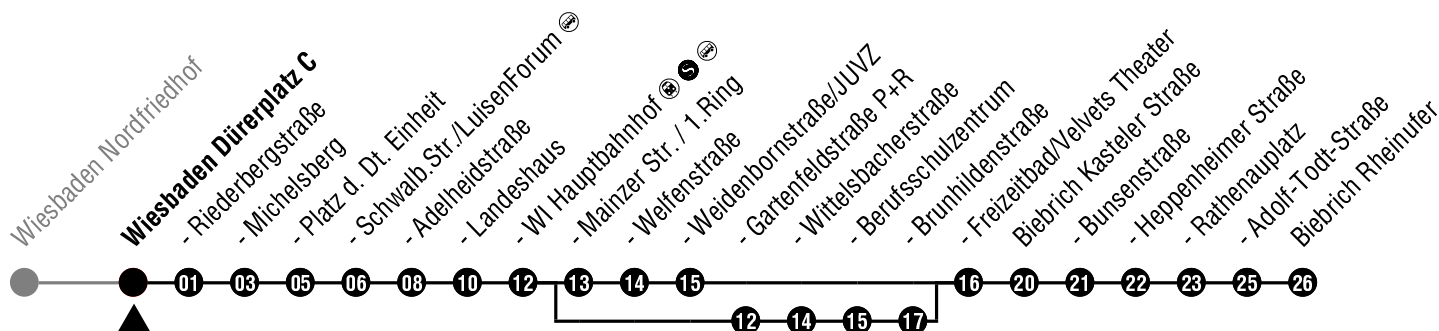 Wiesbaden Nordfriedhof
Wiesbaden Dürerplatz C
- Riederbergstraße
- Michelsberg
- Platz d. Dt. Einheit
- Schwalb.Str./LuisenForum
- Adelheidstraße
- Landeshaus
- WI Hauptbahnhof S
- Mainzer Str. / 1.Ring
- Welfenstraße
- Weidenbornstraße/JUVZ
- Gartenfeldstraße P+R
- Wittelsbacherstraße
- Berufsschulzentrum
- Brunhildenstraße
- Freizeitbad/Velvets Theater
Biebrich Kasteler Straße
- Bunsenstraße
- Heppenheimer Straße
- Rathenauplatz
- Adolf-Todt-Straße
Biebrich Rheinufer
01 03 05 06 08 10 12 13 14 15 16 20 21 22 23 25 26
12 14 15 17